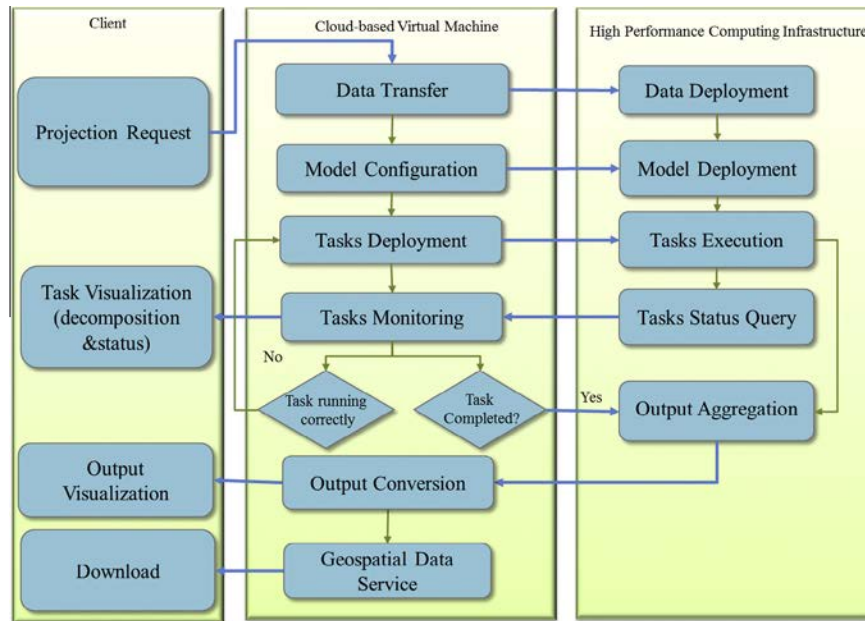 Client
Cloud-based Virtual Machine
High Performance Computing Infrastructure
Projection Request
Data Transfer
Data Deployment
Model Configuration
Model Deployment
Tasks Deployment
Tasks Execution
Task Visualization
(decomposition
&status)
Tasks Monitoring
Tasks Status Query
No
Task running
correctly
Task
Completed?
Yes
Output Aggregation
Output
Visualization
Output Conversion
Download
Geospatial Data
Service